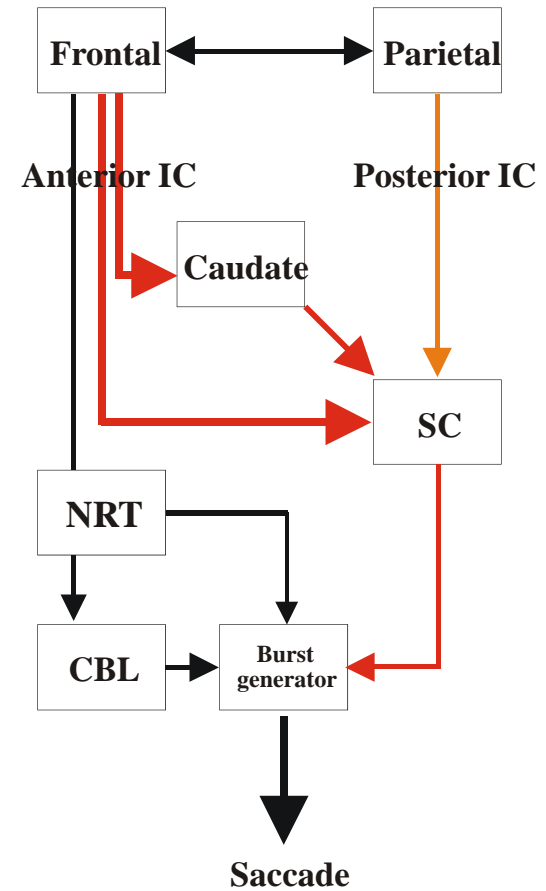 Frontal
Parietal
Anterior IC
Posterior IC
Caudate
SC
NRT
CBL
Burst
generator
Saccade